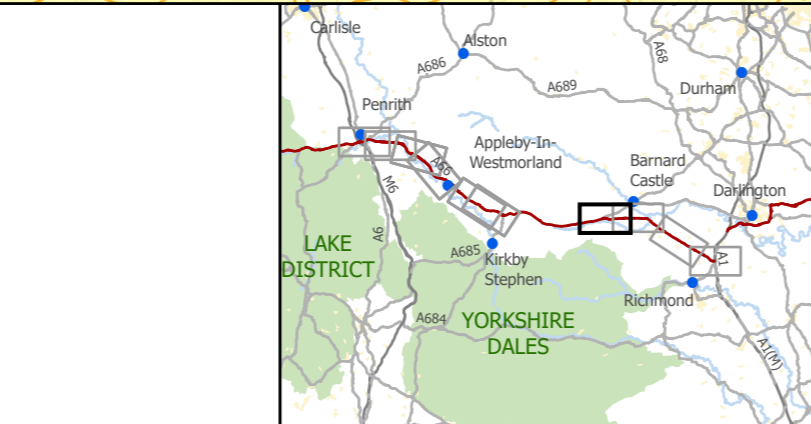 Carlisle
Alston
A68
A686
A689
Durham
Penrith
Appleby-In-
Westmorland
A66
Barnard
Castle
Darlington
M6
A6
LAKE
DISTRICT
A685
Kirkby
Stephen
A1
Richmond
A684
YORKSHIRE
DALES
A1(M)